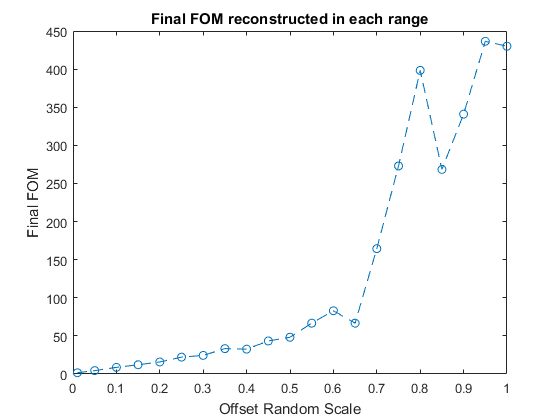 Final FOM reconstructed in each range
450
400
350
300
250
200
150
100
50
0
Final FOM
0 0.1 0.2 0.3 0.4 0.5 0.6 0.7 0.8 0.9 1
Offset Random Scale